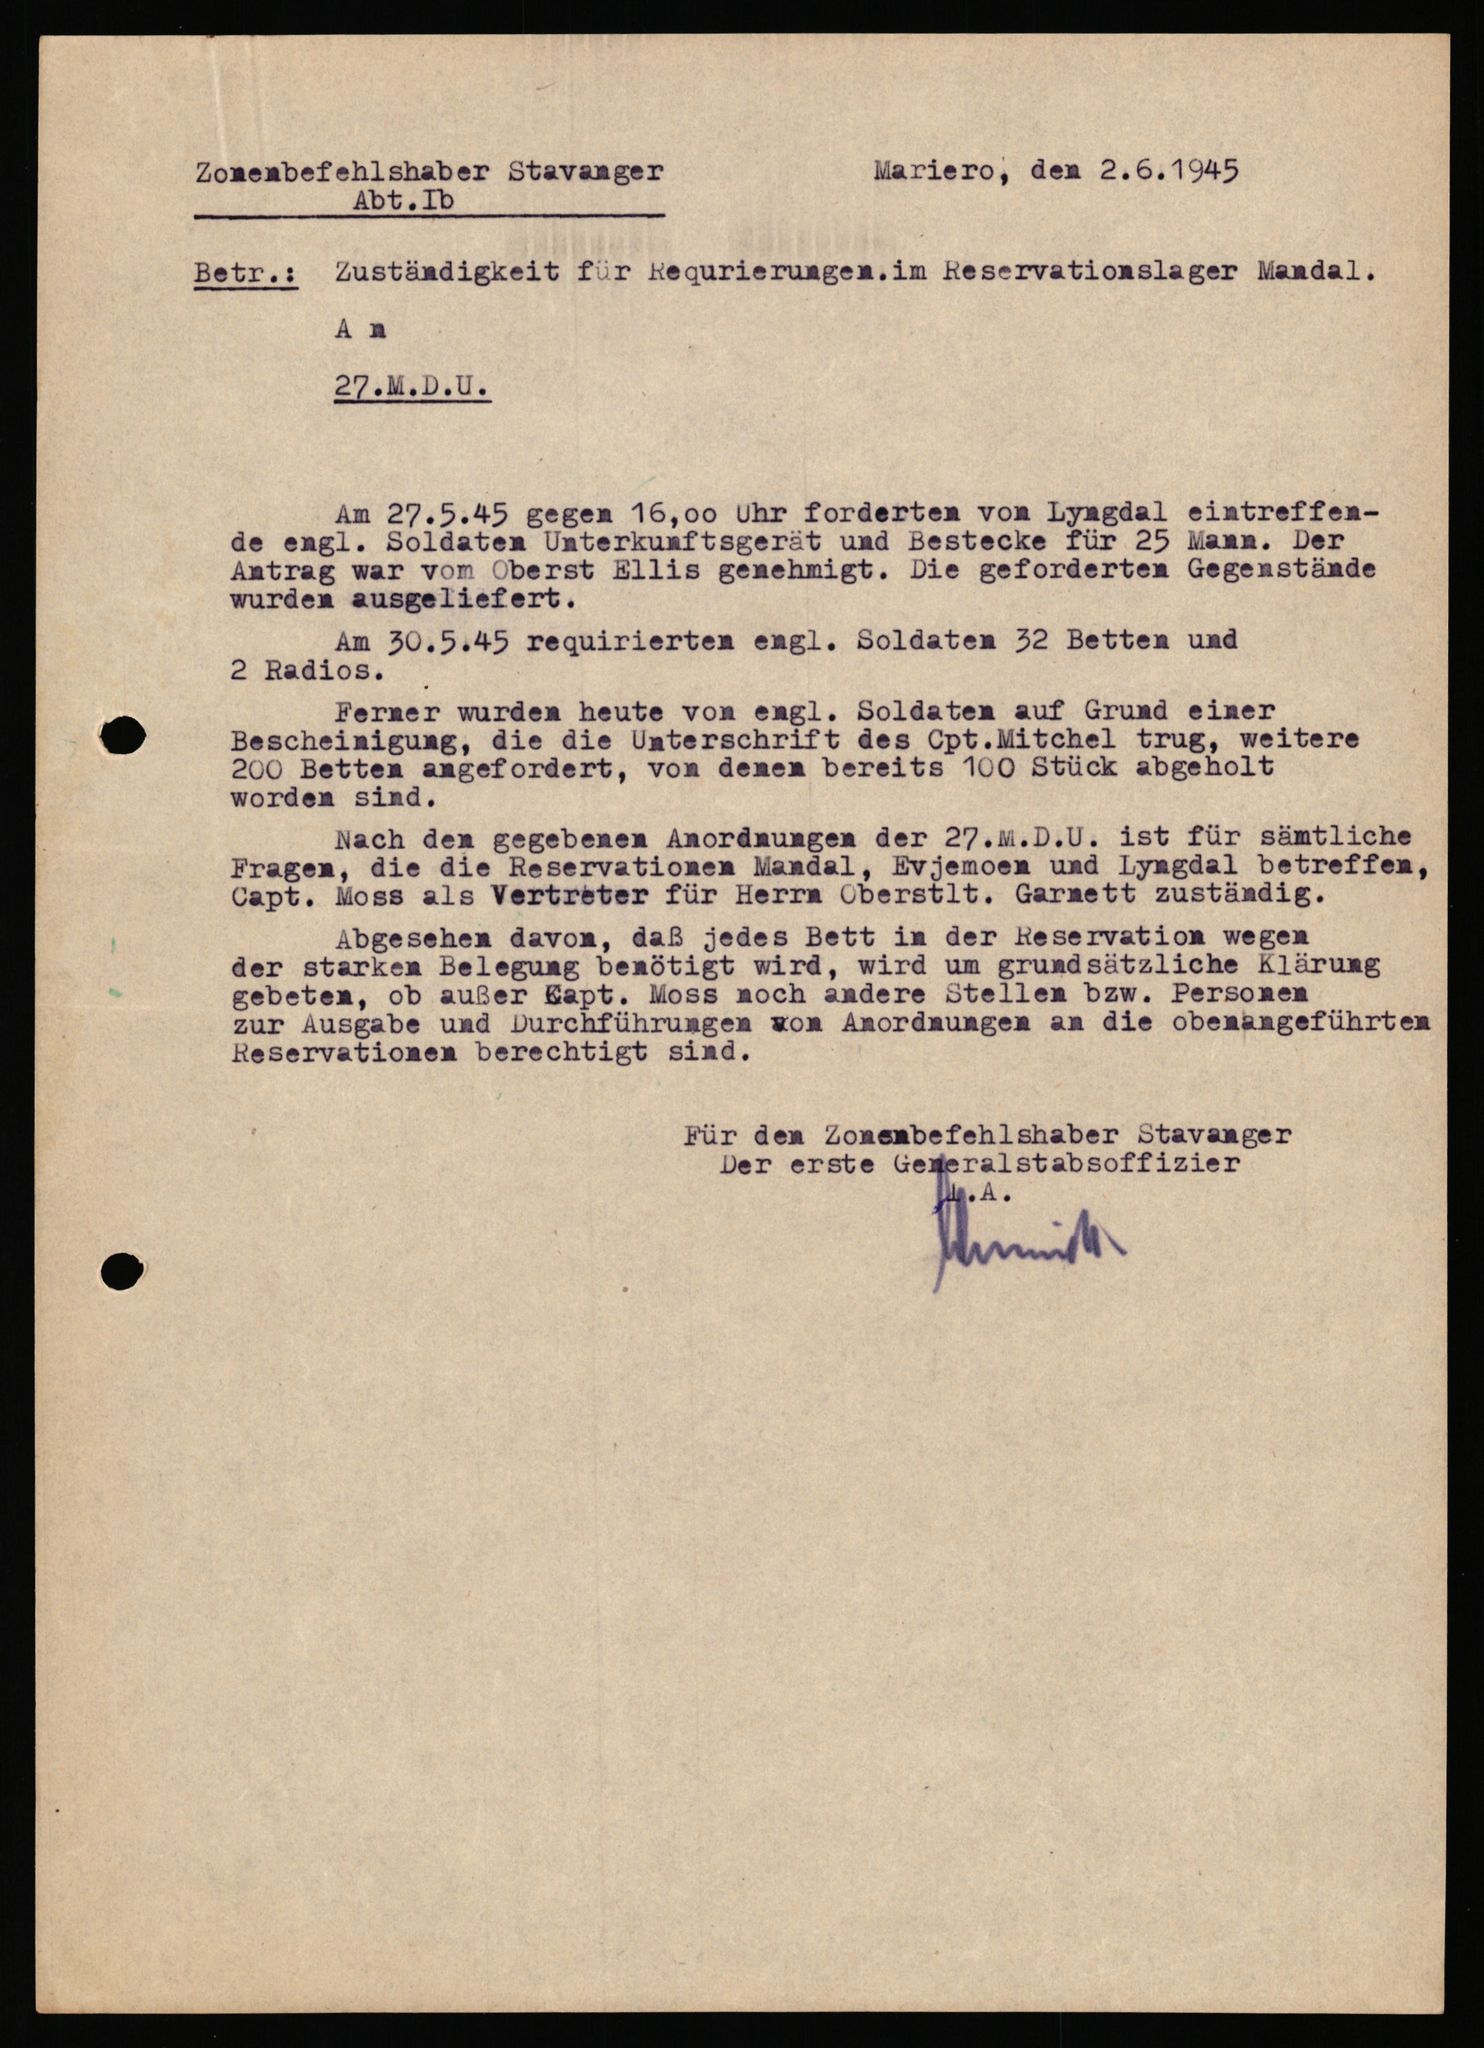 Zonenbefehlshaber Stavanger
Abt.Ib
Mariero, den 2.6.1945
Betr.: Zuständigkeit für Requrierungen.im Reservationslager Mandal.
A n
27.M.D.U.
Am 27.5.45 gegen 16,oo Uhr forderten von Lyngdal eintreffen-
de engl. Soldaten Unterkunftsgerät und Bestecke für 25 Mann. Der
Antrag war vom Oberst Ellis genehmigt. Die geforderten Gegenstände
wurden ausgeliefert.
Am 30.5.45 requirierten engl. Soldaten 32 Betten und
2 Radios.
Ferner wurden heute von engl. Soldaten auf Grund einer
Bescheinigung, die die Unterschrift des Cpt.Mitchel trug, weitere
200 Betten angefordert, von denen bereits 100 Stück abgeholt
worden sind.
Nach den gegebenen Anordnungen der 27.M.D.U. ist für sämtliche
Fragen, die die Reservationen Mandal, Evjemoen und Lyngdal betreffen,
Capt. Moss als Vertreter für Herrn Oberstlt. Garnett zuständig.
Abgesehen davon, daß jedes Bett in der Reservation wegen
der starken Belegung benötigt wird, wird um grundsätzliche Klärung
gebeten, ob außer Capt. Moss noch andere Stellen bzw. Personen
zur Ausgabe und Durchführungen von Anordnungen an die obenangeführten
Reservationen berechtigt sind.
Für den Zonenbefehlshaber Stavanger
Der erste Generalstabsoffizier
I.A.